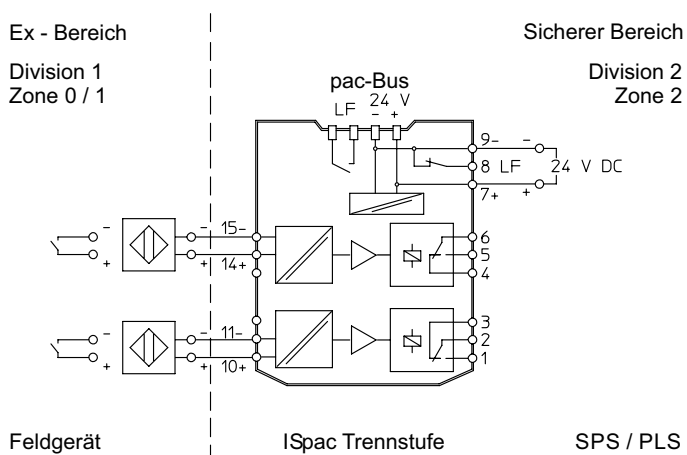 Ex - Bereich
Sicherer Bereich
Division 1
Zone 0 / 1
Division 2
Zone 2
pac-Bus
LF 24 V
- +
9- -
8 LF 24 V DC
7+ +
- - 15- 6
5
+ + 14+ 4
3
- - 11- 2
+ + 10+ 1
Feldgerät
ISpac Trennstufe
SPS / PLS